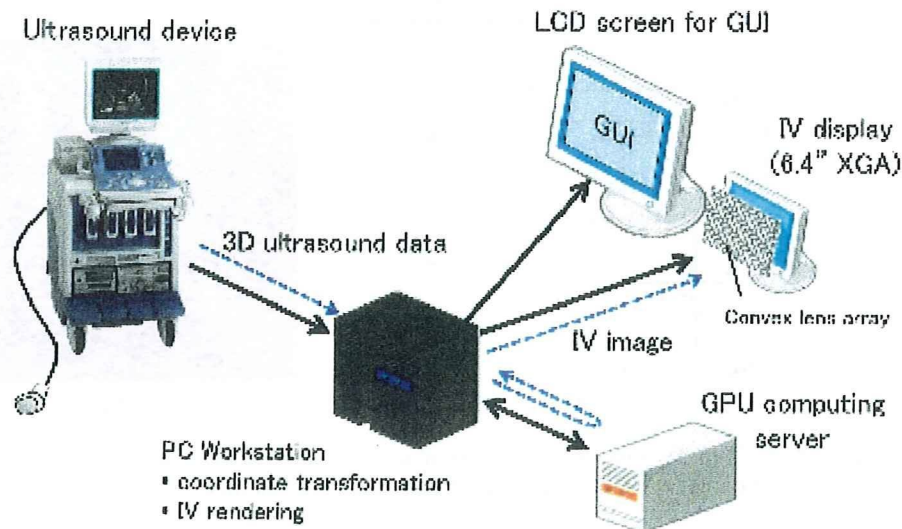 Ultrasound device
LCD screen for GUI
GUI
IV display
(6.4" XGA)
3D ultrasound data
Convex lens array
IV image
GPU computing
server
PC Workstation
▪ coordinate transformation
▪ IV rendering